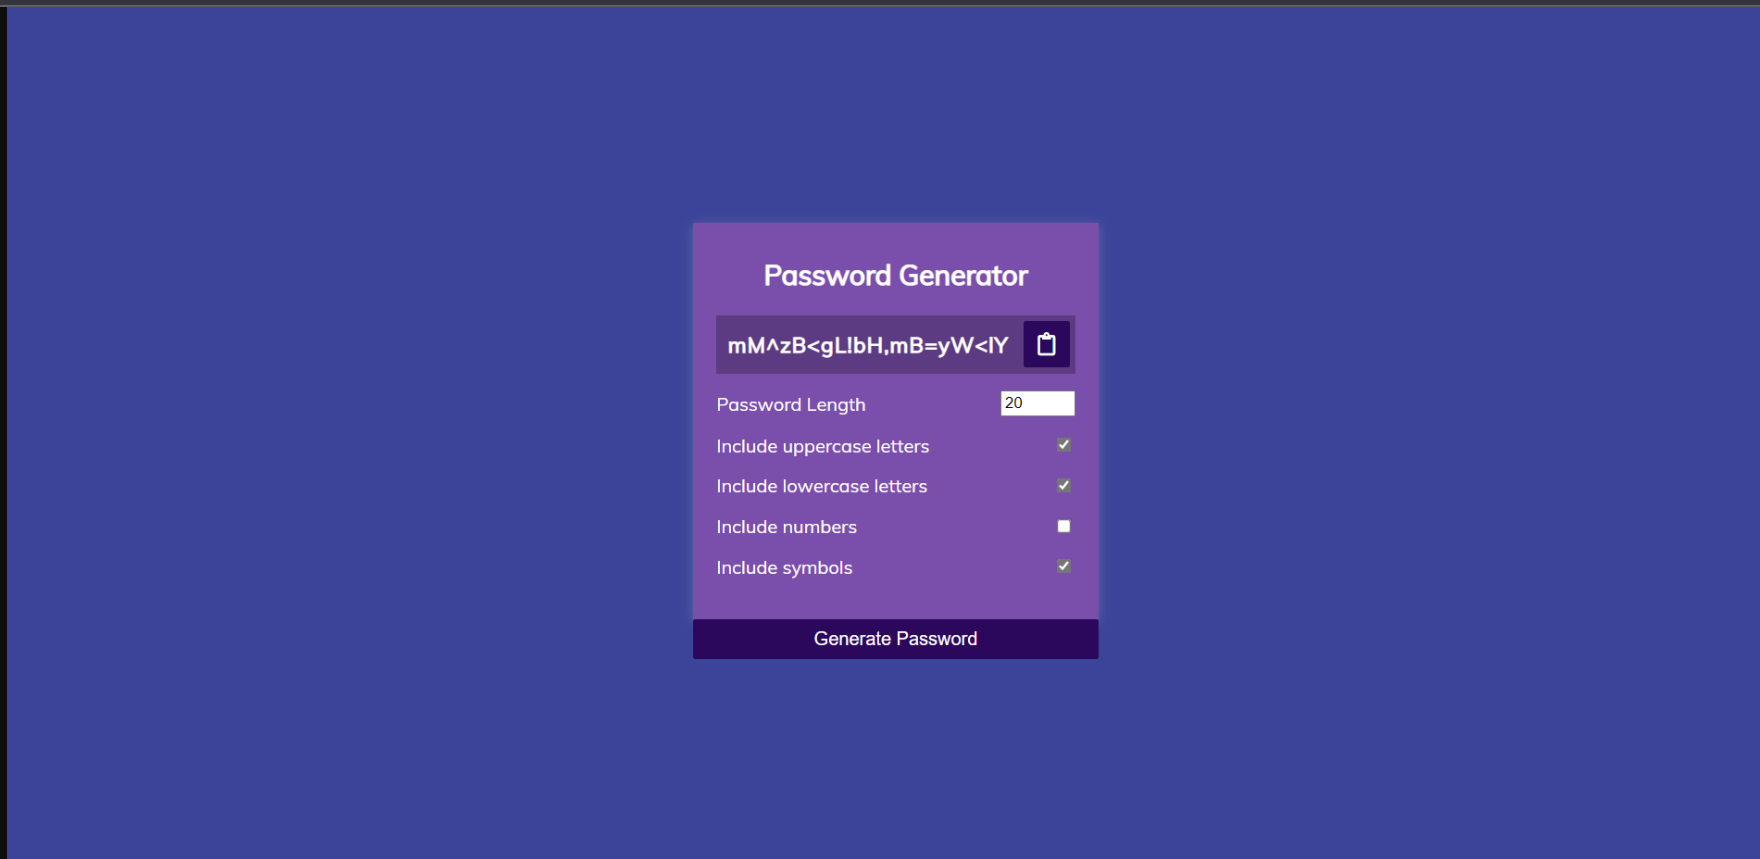 Password Generator
mM^zB<gL!bH,mB=yW<lY
Password Length 20
Include uppercase letters
Include lowercase letters
Include numbers
Include symbols
Generate Password